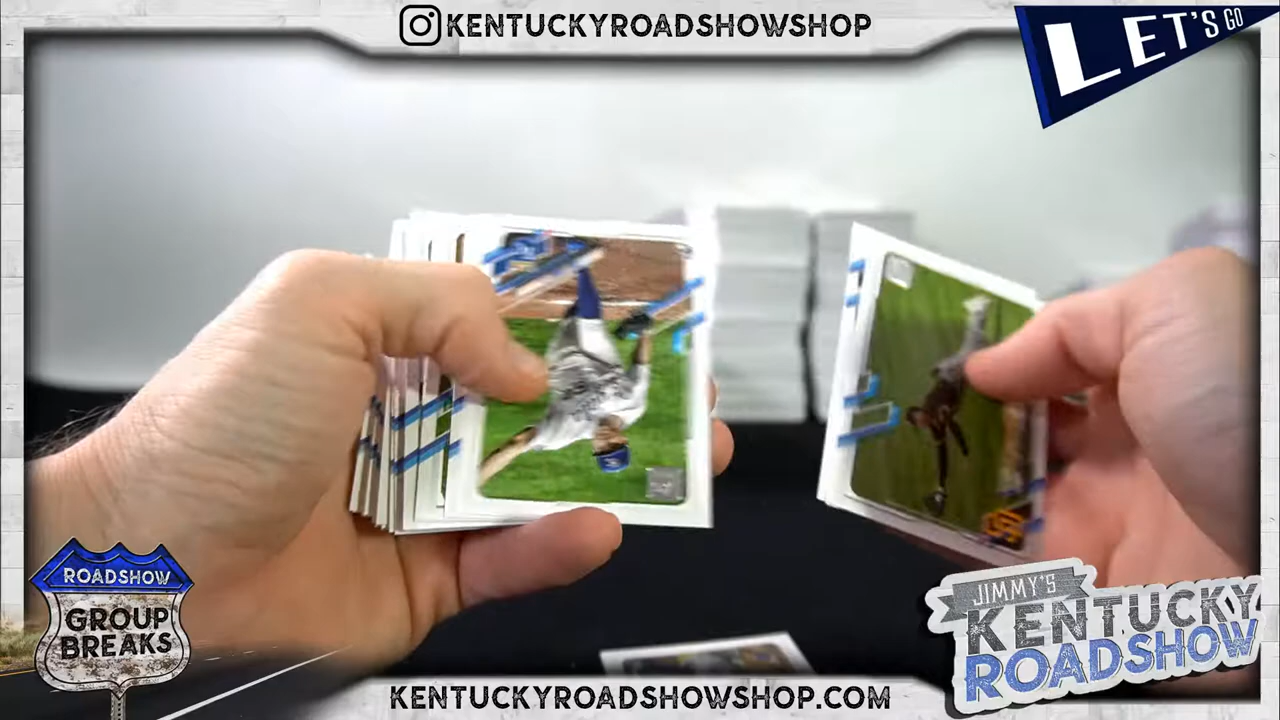 KENTUCKYROADSHOWSHOP
LET'S GO
ROADSHOW
GROUP
BREAKS
JIMMY'S
KENTUCKY
ROADSHOW
KENTUCKYROADSHOWSHOP.COM